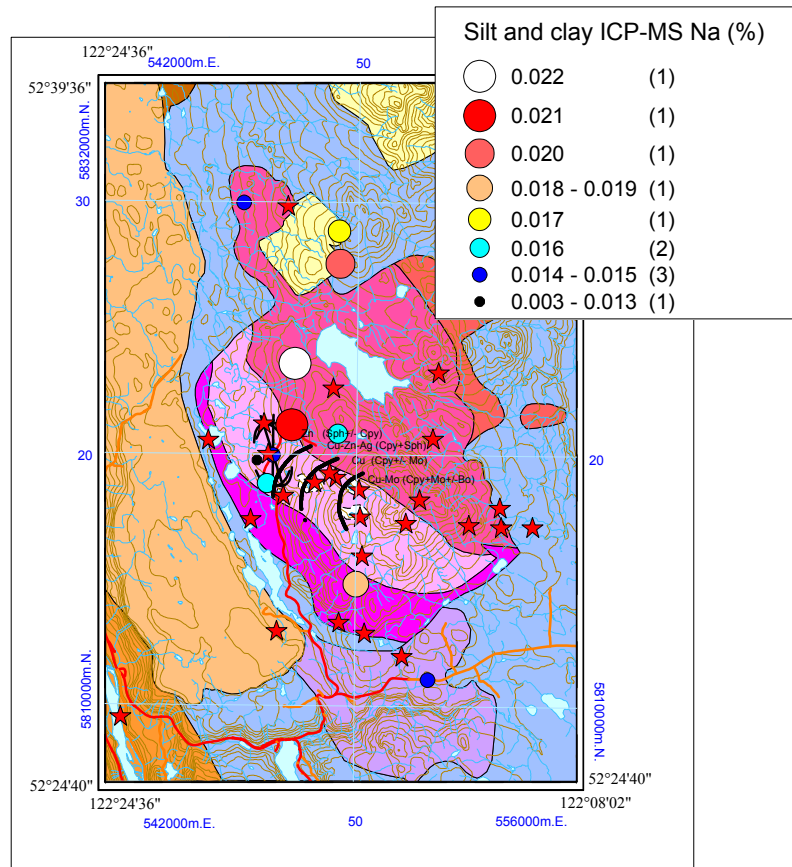 Silt and clay ICP-MS Na (%)
0.022 (1)
0.021 (1)
0.020 (1)
0.018 - 0.019 (1)
0.017 (1)
0.016 (2)
0.014 - 0.015 (3)
0.003 - 0.013 (1)
122°24'36"
542000m.E.
50
52°39'36"
5832000m.N.
30
Zn (Sph+/- Cpy)
Cu-Zn-Ag (Cpy+Sph)
20
Cu (Cpy+/- Mo)
20
Cu-Mo (Cpy+Mo+/-Bo)
5810000m.N.
5810000m.N.
52°24'40"
52°24'40"
122°24'36"
122°08'02"
542000m.E.
50
556000m.E.